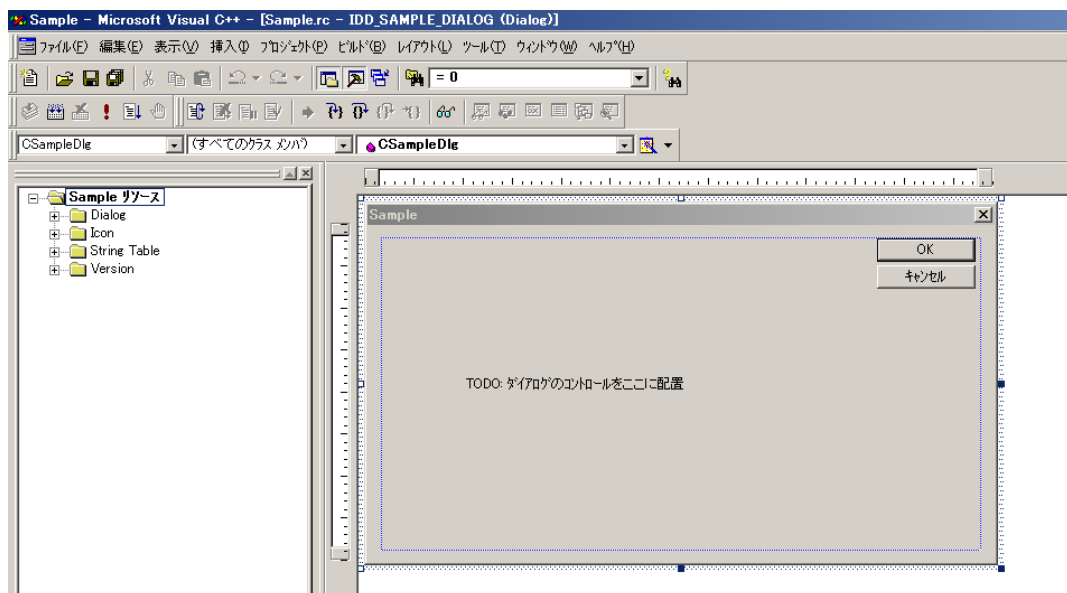 Sample - Microsoft Visual C++ - [Sample.rc - IDD_SAMPLE_DIALOG (Dialog)]
ファイル(F) 編集(E) 表示(V) 挿入(I) プロジェクト(P) ビルド(B) レイアウト(L) ツール(T) ウィンドウ(W) ヘルプ(H)
= 0
CSampleDlg (すべてのクラス メンバ) CSampleDlg
Sample リソース
Dialog
Icon
String Table
Version
Sample
OK
キャンセル
TODO: ダイアログのコントロールをここに配置